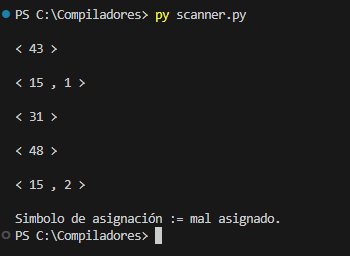 PS C:\Compiladores> py scanner.py
< 43 >
< 15 , 1 >
< 31 >
< 48 >
< 15 , 2 >
Simbolo de asignación := mal asignado.
PS C:\Compiladores>